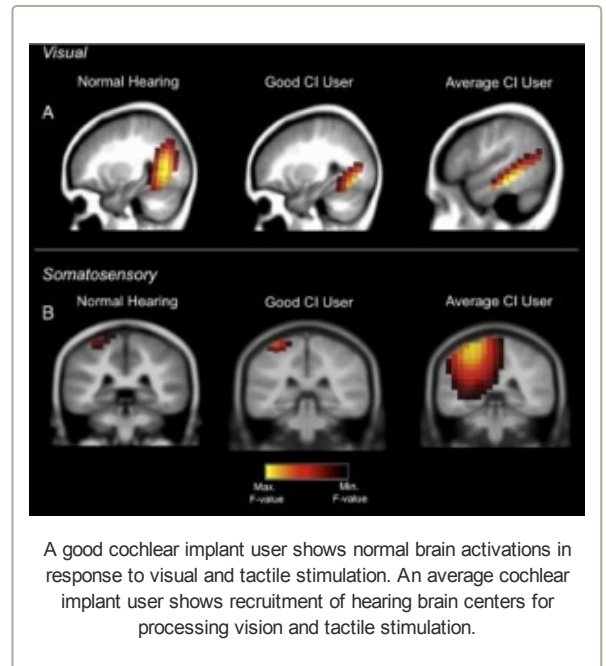 Visual
Normal Hearing Good CI User Average CI User
A
Somatosensory
Normal Hearing Good CI User Average CI User
B
Max. Min.
F-value F-value
A good cochlear implant user shows normal brain activations in
response to visual and tactile stimulation. An average cochlear
implant user shows recruitment of hearing brain centers for
processing vision and tactile stimulation.